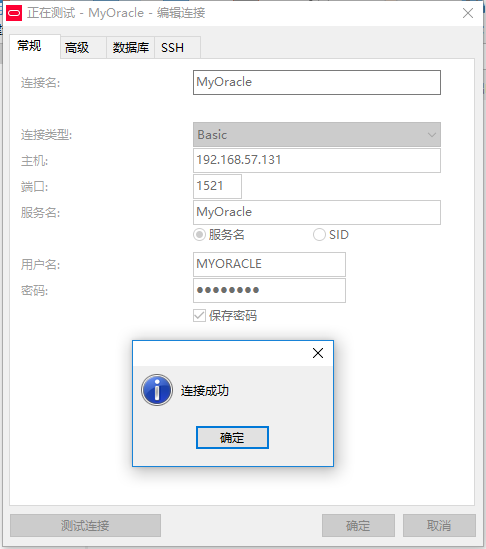 正在测试 - MyOracle - 编辑连接
常规 高级 数据库 SSH
连接名: MyOracle
连接类型: Basic
主机: 192.168.57.131
端口: 1521
服务名: MyOracle
服务名 SID
用户名: MYORACLE
密码: ●●●●●●●●
保存密码
连接成功
确定
测试连接 确定 取消